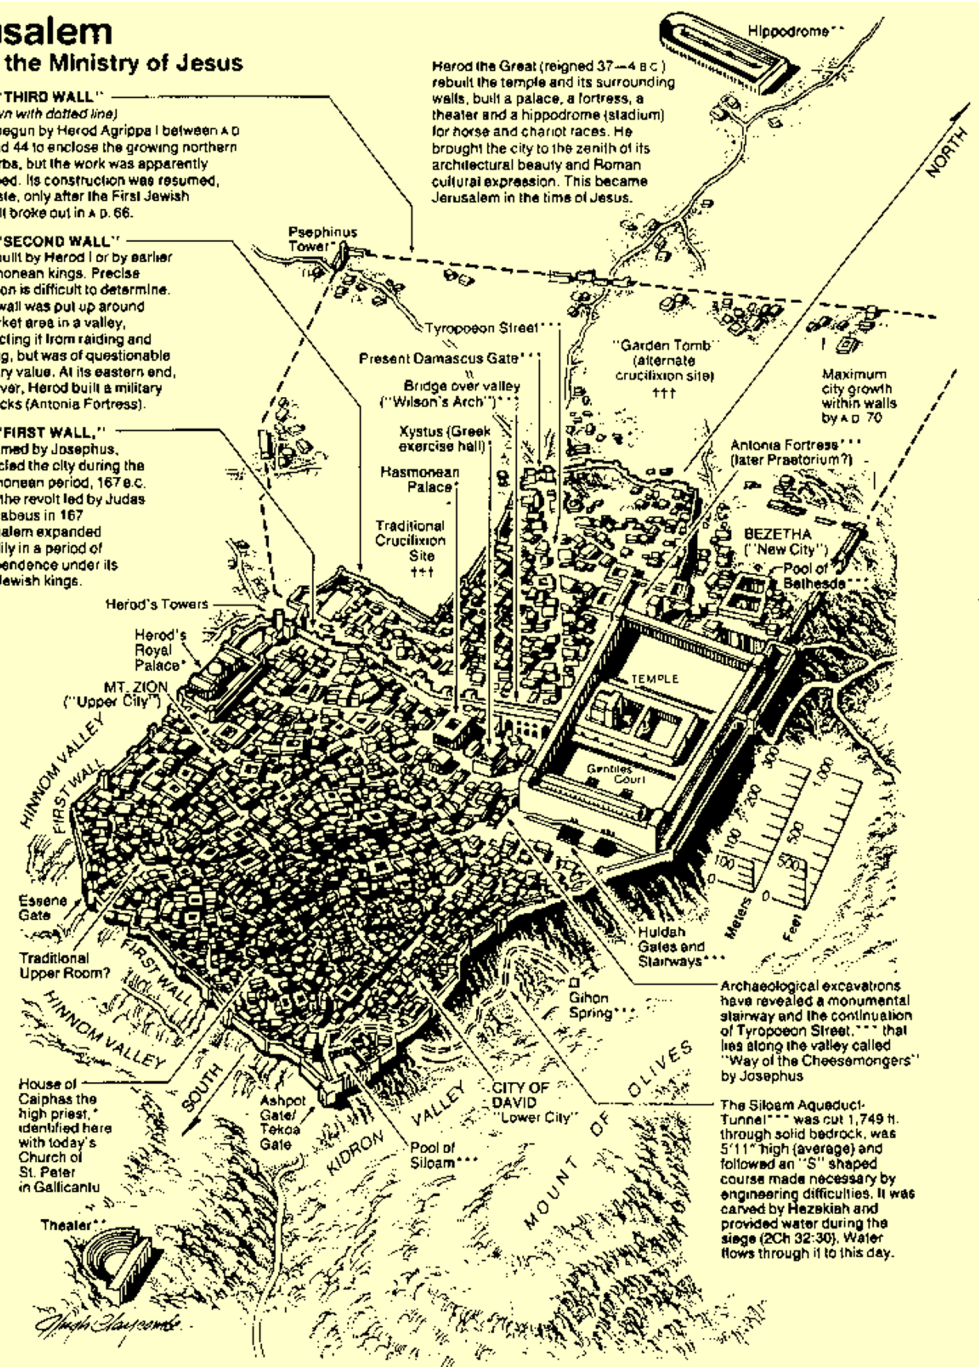 usalem
the Ministry of Jesus
"THIRD WALL"
wn with dotted line)
begun by Herod Agrippa I between A D
d 44 to enclose the growing northern
rbs, but the work was apparently
ped. Its construction was resumed,
ste, only after the First Jewish
lt broke out in A D. 66.
"SECOND WALL"
built by Herod I or by earlier
monean kings. Precise
on is difficult to determine.
wall was put up around
ket area in a valley,
cting it from raiding and
g, but was of questionable
ry value. At its eastern end,
ver, Herod built a military
cks (Antonia Fortress).
"FIRST WALL,"
med by Josephus,
cled the city during the
monean period, 167 B.C.
the revolt led by Judas
abeus in 167
salem expanded
ily in a period of
pendence under its
Jewish kings.
Herod the Great (reigned 37—4 B C )
rebuilt the temple and its surrounding
walls, built a palace, a fortress, a
theater and a hippodrome (stadium)
for horse and chariot races. He
brought the city to the zenith of its
architectural beauty and Roman
cultural expression. This became
Jerusalem in the time of Jesus.
Hippodrome**
NORTH
Psephinus
Tower*
Tyropoeon Street***
Present Damascus Gate***
Bridge over valley
("Wilson's Arch")***
Xystus (Greek
exercise hall)
Hasmonean
Palace*
Traditional
Crucifixion
Site
†††
"Garden Tomb"
(alternate
crucifixion site)
†††
Maximum
city growth
within walls
by A D 70
Antonia Fortress***
(later Praetorium?)
BEZETHA
("New City")
Pool of
Bethesda***
Herod's Towers
Herod's
Royal
Palace*
MT. ZION
("Upper City")
HINNOM VALLEY
FIRST WALL
TEMPLE
Gentiles
Court
300
200
100
100
0
Meters
1,000
500
500
0
Feet
Essene
Gate
Traditional
Upper Room?
FIRST WALL
HINNOM VALLEY
SOUTH
House of
Caiphas the
high priest,*
identified here
with today's
Church of
St. Peter
in Gallicantu
Ashpot
Gate/
Tekoa
Gate
KIDRON VALLEY
Pool of
Siloam***
CITY OF
DAVID
"Lower City"
Gihon
Spring***
Huldah
Gates and
Stairways***
MOUNT OF OLIVES
Archaeological excavations
have revealed a monumental
stairway and the continuation
of Tyropoeon Street,*** that
lies along the valley called
"Way of the Cheesemongers"
by Josephus
The Siloam Aqueduct-
Tunnel*** was cut 1,749 ft.
through solid bedrock, was
5'11" high (average) and
followed an "S" shaped
course made necessary by
engineering difficulties. It was
carved by Hezekiah and
provided water during the
siege (2Ch 32:30). Water
flows through it to this day.
Theater**
Hugh Claycombe